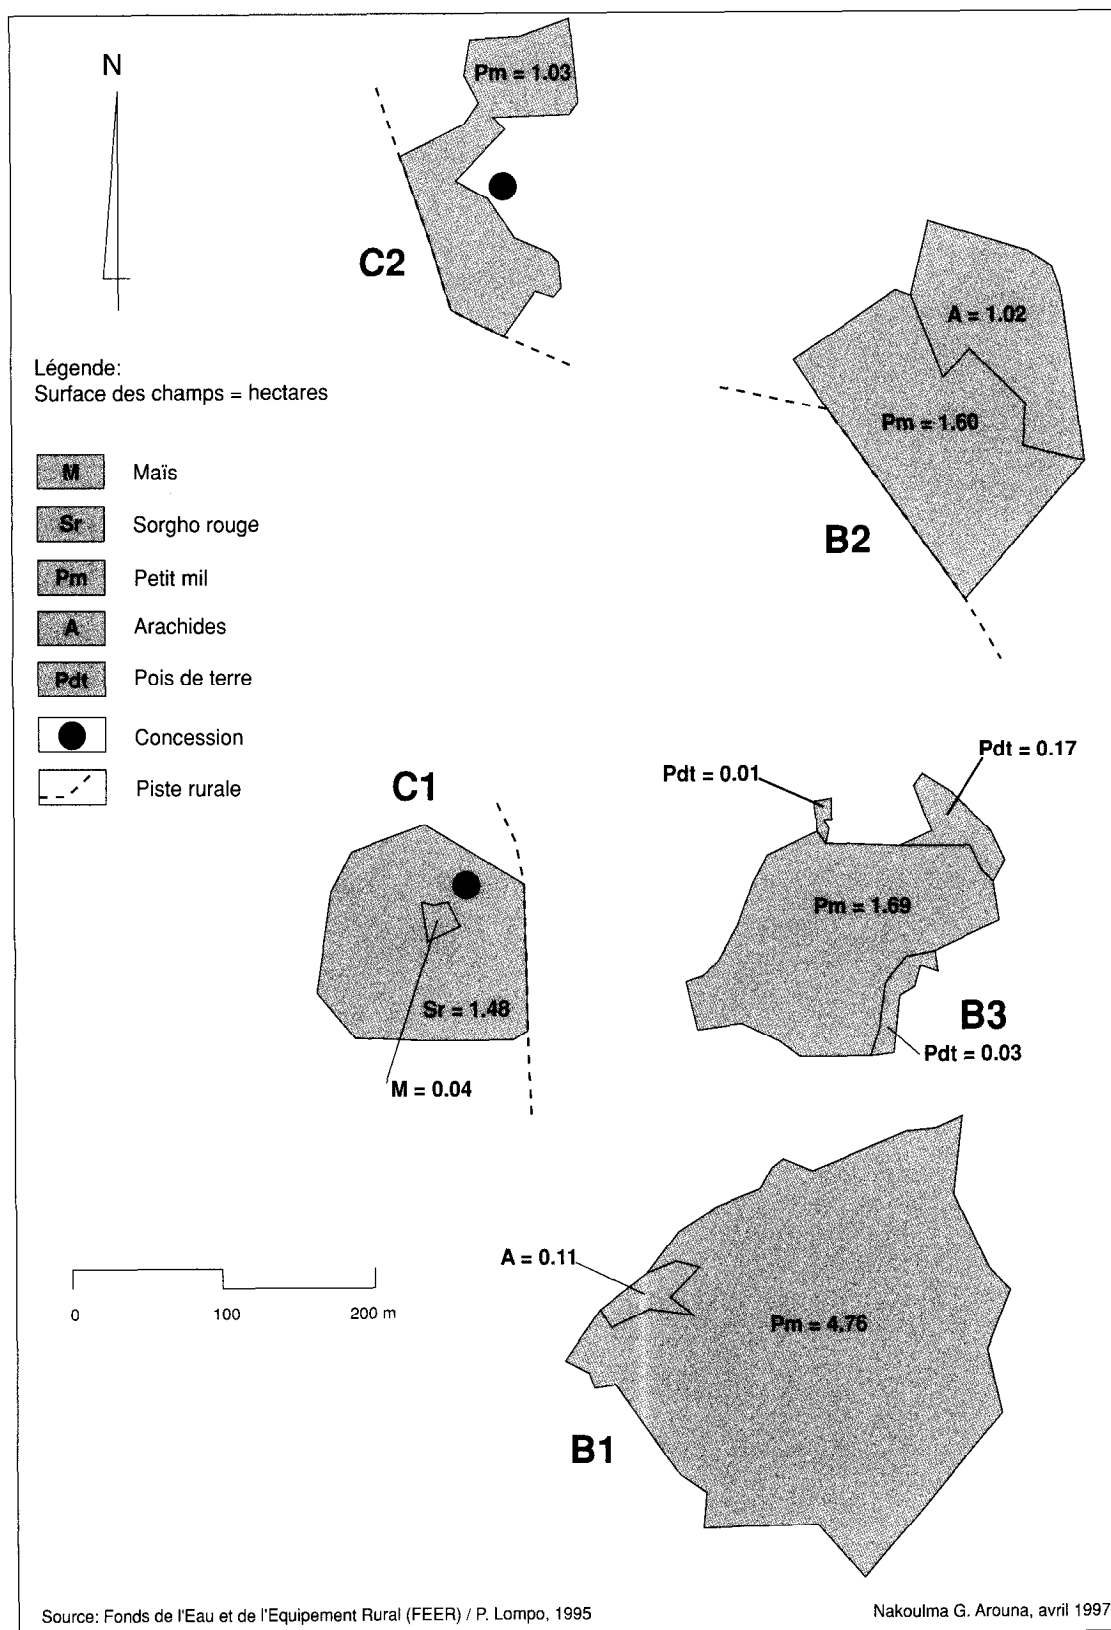 N
Pm = 1.03
C2
A = 1.02
Légende:
Surface des champs = hectares
Pm = 1.60
M Maïs
Sr Sorgho rouge
B2
Pm Petit mil
A Arachides
Pdt Pois de terre
Concession
Piste rurale
Pdt = 0.17
Pdt = 0.01
C1
Pm = 1.69
Sr = 1.48
B3
Pdt = 0.03
M = 0.04
A = 0.11
0 100 200 m
Pm = 4.76
B1
Source: Fonds de l'Eau et de l'Equipement Rural (FEER) / P. Lompo, 1995
Nakoulma G. Arouna, avril 1997